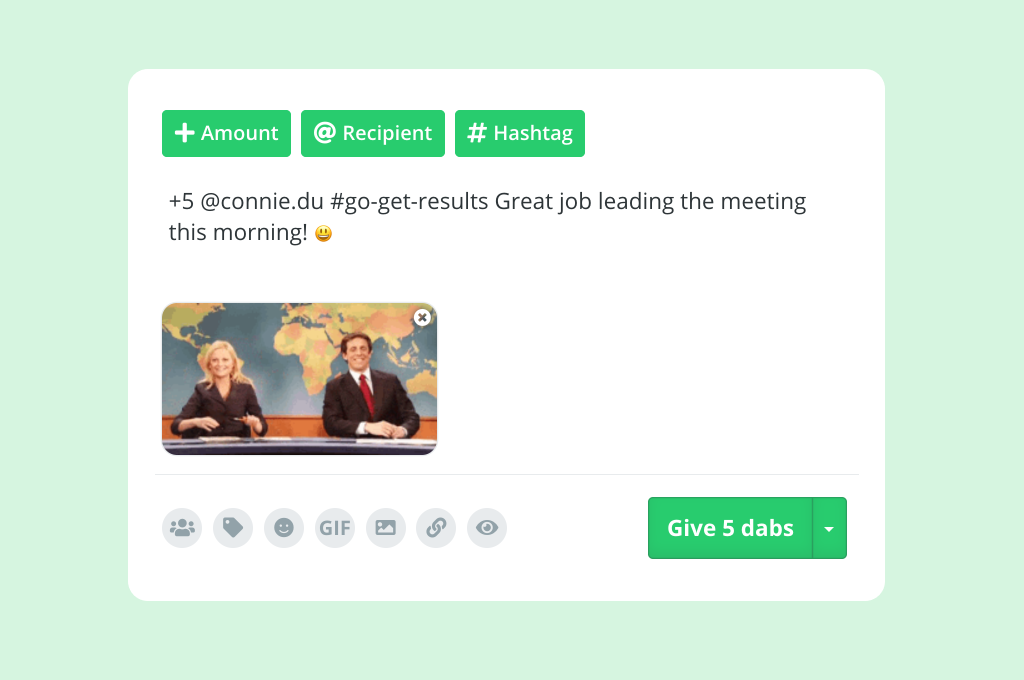 + Amount @ Recipient # Hashtag
+5 @connie.du #go-get-results Great job leading the meeting
this morning! 😃
GIF Give 5 dabs